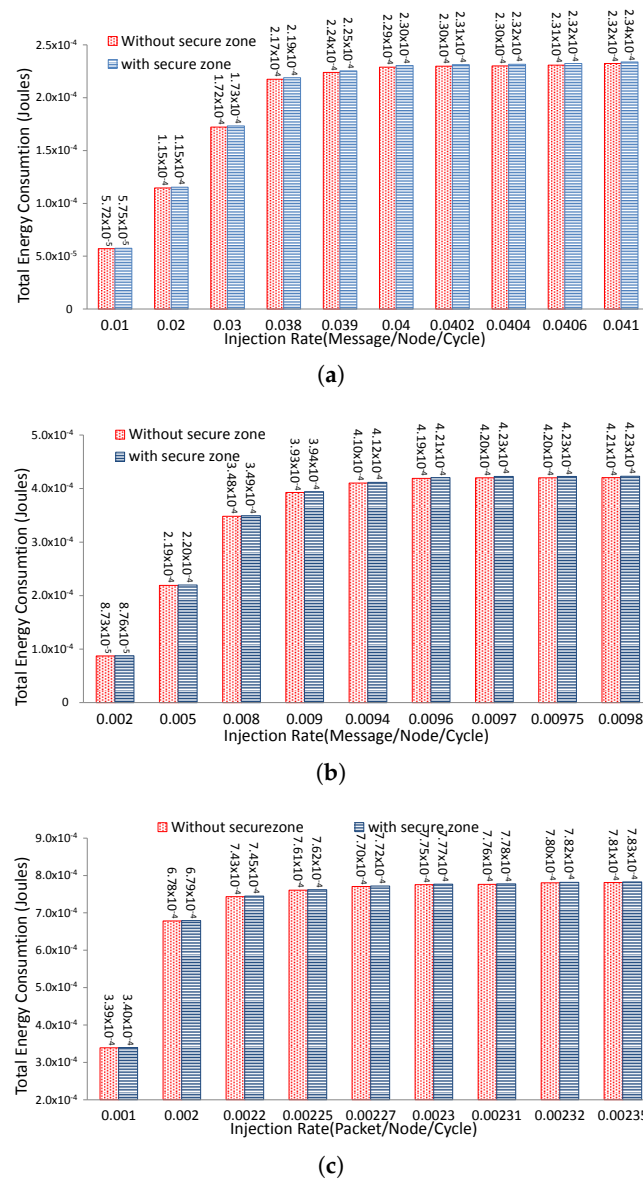 2.17x10⁻⁴ 2.19x10⁻⁴ 2.24x10⁻⁴ 2.25x10⁻⁴ 2.29x10⁻⁴ 2.30x10⁻⁴ 2.30x10⁻⁴ 2.31x10⁻⁴ 2.30x10⁻⁴ 2.32x10⁻⁴ 2.31x10⁻⁴ 2.32x10⁻⁴ 2.32x10⁻⁴ 2.34x10⁻⁴
2.5x10⁻⁴
Without secure zone
with secure zone
1.72x10⁻⁴ 1.73x10⁻⁴
2.0x10⁻⁴
1.15x10⁻⁴ 1.15x10⁻⁴
1.5x10⁻⁴
5.72x10⁻⁵ 5.75x10⁻⁵
1.0x10⁻⁴
5.0x10⁻⁵
0
Total Energy Consumtion (Joules)
0.01 0.02 0.03 0.038 0.039 0.04 0.0402 0.0404 0.0406 0.041
Injection Rate(Message/Node/Cycle)
(a)
3.93x10⁻⁴ 3.94x10⁻⁴ 4.10x10⁻⁴ 4.12x10⁻⁴ 4.19x10⁻⁴ 4.21x10⁻⁴ 4.20x10⁻⁴ 4.23x10⁻⁴ 4.20x10⁻⁴ 4.23x10⁻⁴ 4.21x10⁻⁴ 4.23x10⁻⁴
5.0x10⁻⁴
Without secure zone
with secure zone
3.48x10⁻⁴ 3.49x10⁻⁴
4.0x10⁻⁴
2.19x10⁻⁴ 2.20x10⁻⁴
3.0x10⁻⁴
2.0x10⁻⁴
8.73x10⁻⁵ 8.76x10⁻⁵
1.0x10⁻⁴
0
Total Energy Consumtion (Joules)
0.002 0.005 0.008 0.009 0.0094 0.0096 0.0097 0.00975 0.0098
Injection Rate(Message/Node/Cycle)
(b)
Without securezone with secure zone
9.0x10⁻⁴
6.78x10⁻⁴ 6.79x10⁻⁴ 7.43x10⁻⁴ 7.45x10⁻⁴ 7.61x10⁻⁴ 7.62x10⁻⁴ 7.70x10⁻⁴ 7.72x10⁻⁴ 7.75x10⁻⁴ 7.77x10⁻⁴ 7.76x10⁻⁴ 7.78x10⁻⁴ 7.80x10⁻⁴ 7.82x10⁻⁴ 7.81x10⁻⁴ 7.83x10⁻⁴
8.0x10⁻⁴
7.0x10⁻⁴
6.0x10⁻⁴
5.0x10⁻⁴
3.39x10⁻⁴ 3.40x10⁻⁴
4.0x10⁻⁴
3.0x10⁻⁴
2.0x10⁻⁴
Total Energy Consumtion (Joules)
0.001 0.002 0.0022 0.00225 0.00227 0.0023 0.00231 0.00232 0.00235
Injection Rate(Packet/Node/Cycle)
(c)